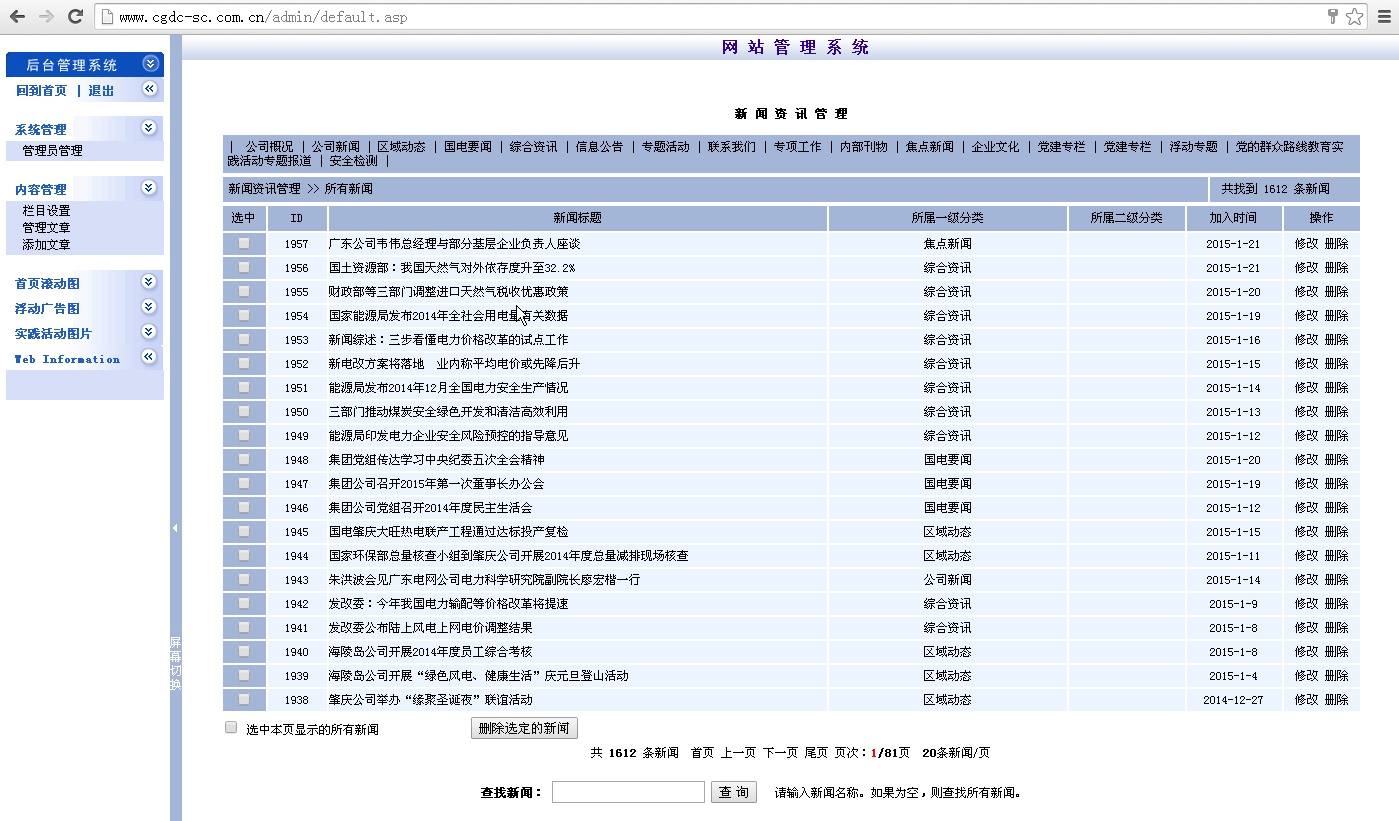 www.cgdc-sc.com.cn/admin/default.asp
网站管理系统
后台管理系统
回到首页 | 退出
系统管理
管理员管理
内容管理
栏目设置
管理文章
添加文章
首页滚动图
浮动广告图
实践活动图片
Web Information
屏幕切换
新闻资讯管理
| 公司概况 | 公司新闻 | 区域动态 | 国电要闻 | 综合资讯 | 信息公告 | 专题活动 | 联系我们 | 专项工作 | 内部刊物 | 焦点新闻 | 企业文化 | 党建专栏 | 党建专栏 | 浮动专题 | 党的群众路线教育实
践活动专题报道 | 安全检测 |
新闻资讯管理 >> 所有新闻 共找到 1612 条新闻
选中 ID 新闻标题 所属一级分类 所属二级分类 加入时间 操作
1957 广东公司韦伟总经理与部分基层企业负责人座谈 焦点新闻 2015-1-21 修改 删除
1956 国土资源部：我国天然气对外依存度升至32.2% 综合资讯 2015-1-21 修改 删除
1955 财政部等三部门调整进口天然气税收优惠政策 综合资讯 2015-1-20 修改 删除
1954 国家能源局发布2014年全社会用电量有关数据 综合资讯 2015-1-19 修改 删除
1953 新闻综述：三步看懂电力价格改革的试点工作 综合资讯 2015-1-16 修改 删除
1952 新电改方案将落地 业内称平均电价或先降后升 综合资讯 2015-1-15 修改 删除
1951 能源局发布2014年12月全国电力安全生产情况 综合资讯 2015-1-14 修改 删除
1950 三部门推动煤炭安全绿色开发和清洁高效利用 综合资讯 2015-1-13 修改 删除
1949 能源局印发电力企业安全风险预控的指导意见 综合资讯 2015-1-12 修改 删除
1948 集团党组传达学习中央纪委五次全会精神 国电要闻 2015-1-20 修改 删除
1947 集团公司召开2015年第一次董事长办公会 国电要闻 2015-1-19 修改 删除
1946 集团公司党组召开2014年度民主生活会 国电要闻 2015-1-12 修改 删除
1945 国电肇庆大旺热电联产工程通过达标投产复检 区域动态 2015-1-15 修改 删除
1944 国家环保部总量核查小组到肇庆公司开展2014年度总量减排现场核查 区域动态 2015-1-11 修改 删除
1943 朱洪波会见广东电网公司电力科学研究院副院长廖宏楷一行 公司新闻 2015-1-14 修改 删除
1942 发改委：今年我国电力输配等价格改革将提速 综合资讯 2015-1-9 修改 删除
1941 发改委公布陆上风电上网电价调整结果 综合资讯 2015-1-8 修改 删除
1940 海陵岛公司开展2014年度员工综合考核 区域动态 2015-1-8 修改 删除
1939 海陵岛公司开展“绿色风电、健康生活”庆元旦登山活动 区域动态 2015-1-4 修改 删除
1938 肇庆公司举办“缘聚圣诞夜”联谊活动 区域动态 2014-12-27 修改 删除
选中本页显示的所有新闻 删除选定的新闻
共 1612 条新闻 首页 上一页 下一页 尾页 页次：1/81页 20条新闻/页
查找新闻： 查 询 请输入新闻名称。如果为空，则查找所有新闻。